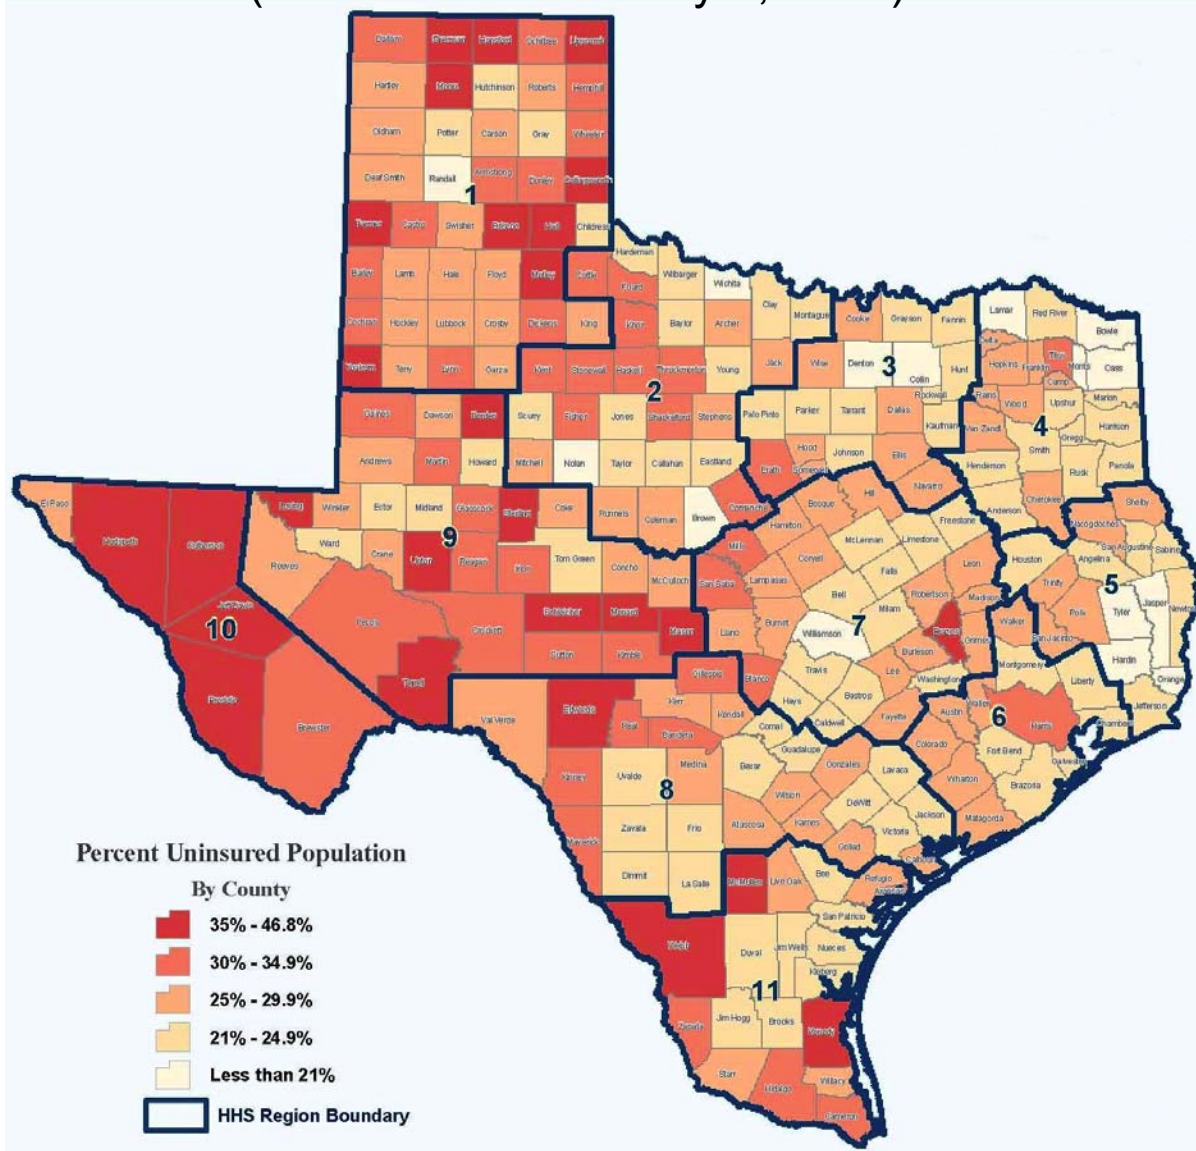 Dallam Sherman Hansford Ochiltree Lipscomb
Hartley Moore Hutchinson Roberts Hemphill
Oldham Potter Carson Gray Wheeler
Deaf Smith Randall Armstrong Donley Collingsworth
1
Parmer Castro Swisher Briscoe Hall Childress
Hardeman
Bailey Lamb Hale Floyd Motley Cottle Foard Wilbarger Wichita
Clay Montague Cooke Grayson Fannin Lamar Red River Bowie
Cochran Hockley Lubbock Crosby Dickens King Knox Baylor Archer
Delta
Yoakum Terry Lynn Garza Kent Stonewall Haskell Throckmorton Young Jack Wise Denton 3 Collin Hunt Hopkins Franklin Titus Morris Cass
Camp
2
Rockwall Rains Wood Upshur Marion
Gaines Dawson Borden Scurry Fisher Jones Shackelford Stephens Palo Pinto Parker Tarrant Dallas Kaufman Van Zandt 4 Gregg Harrison
Andrews Martin Howard Mitchell Nolan Taylor Callahan Eastland Erath Hood Somervell Johnson Ellis Henderson Smith Rusk Panola
Navarro
El Paso Hudspeth Culberson Loving Winkler Ector Midland Glasscock Sterling Coke Runnels Coleman Brown Comanche Bosque Hill Anderson Cherokee Shelby
Hamilton Freestone Nacogdoches
9
Reeves Ward Crane Upton Reagan Irion Tom Green Concho McCulloch Mills Coryell McLennan Limestone Leon Houston Angelina San Augustine Sabine
San Saba Lampasas Falls Trinity 5
Jeff Davis Pecos Crockett Schleicher Menard Bell Robertson Madison Polk Tyler Jasper Newton
10
Mason Llano Burnet Williamson 7 Milam Brazos Grimes Walker San Jacinto
Sutton Kimble Burleson Hardin
Presidio Brewster Terrell Gillespie Blanco Travis Lee Washington Montgomery Liberty Orange
Val Verde Edwards Kerr Kendall Hays Bastrop Fayette Austin Waller 6 Harris Jefferson
Real Bandera Comal Caldwell Chambers
Kinney Uvalde Medina Bexar Guadalupe Gonzales Lavaca Colorado Fort Bend Galveston
8
Wilson Wharton Brazoria
Maverick Zavala Frio Atascosa Karnes DeWitt Victoria Jackson Matagorda
Goliad Calhoun
Dimmit La Salle McMullen Live Oak Bee Refugio
Aransas
San Patricio
Webb Duval Jim Wells Nueces
Kleberg
11
Zapata Jim Hogg Brooks Kenedy
Starr Hidalgo Willacy
Cameron
Percent Uninsured Population
By County
35% - 46.8%
30% - 34.9%
25% - 29.9%
21% - 24.9%
Less than 21%
HHS Region Boundary